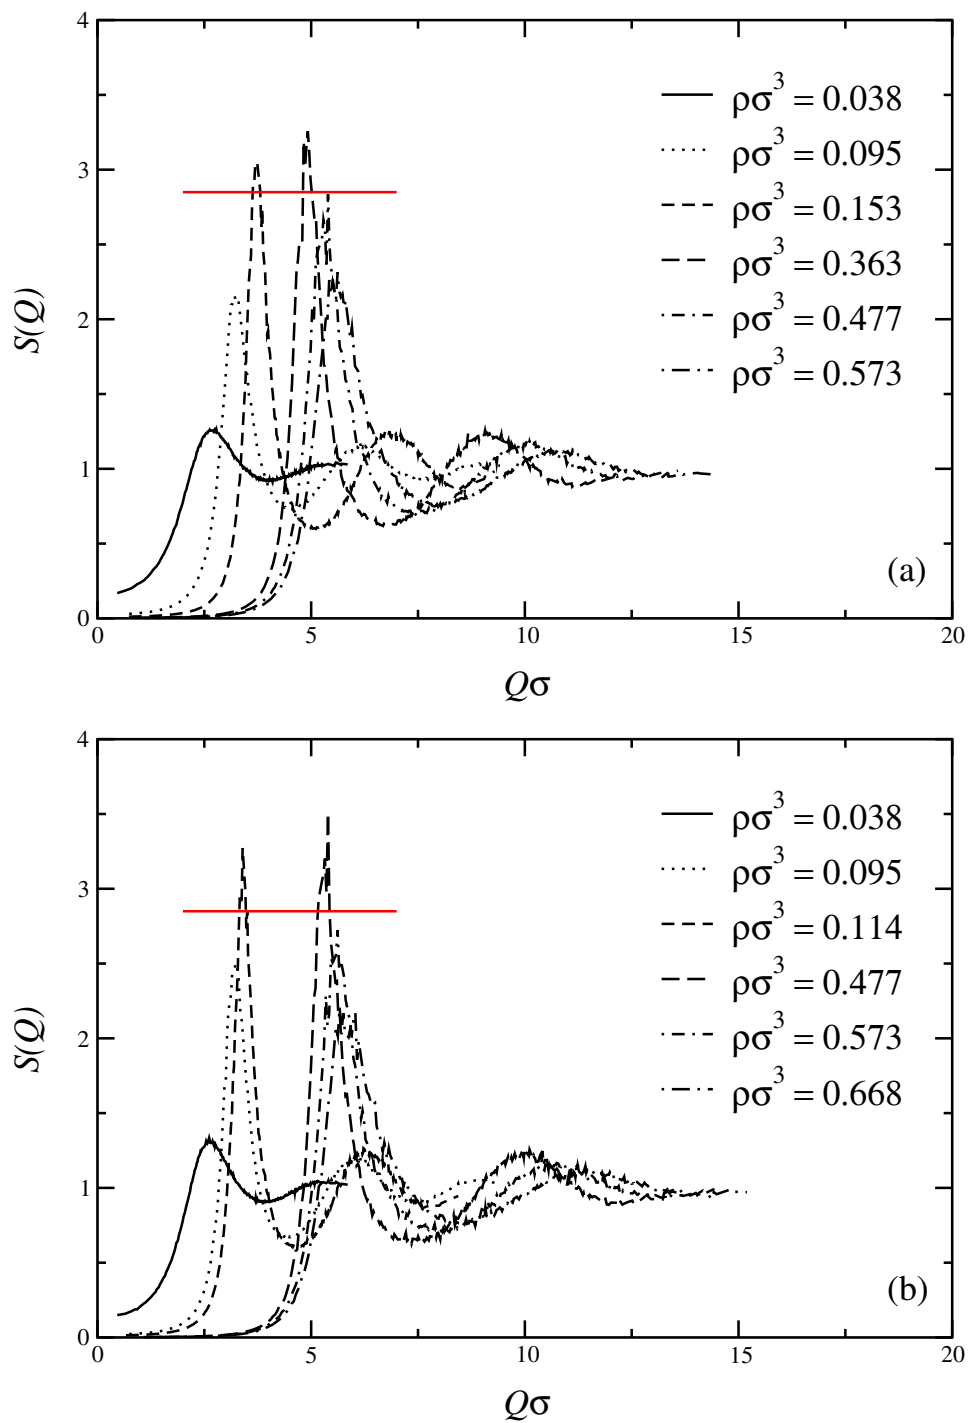 4
3
2
1
0
S(Q)
ρσ³ = 0.038
ρσ³ = 0.095
ρσ³ = 0.153
ρσ³ = 0.363
ρσ³ = 0.477
ρσ³ = 0.573
(a)
0 5 10 15 20
Qσ
4
3
2
1
0
S(Q)
ρσ³ = 0.038
ρσ³ = 0.095
ρσ³ = 0.114
ρσ³ = 0.477
ρσ³ = 0.573
ρσ³ = 0.668
(b)
0 5 10 15 20
Qσ